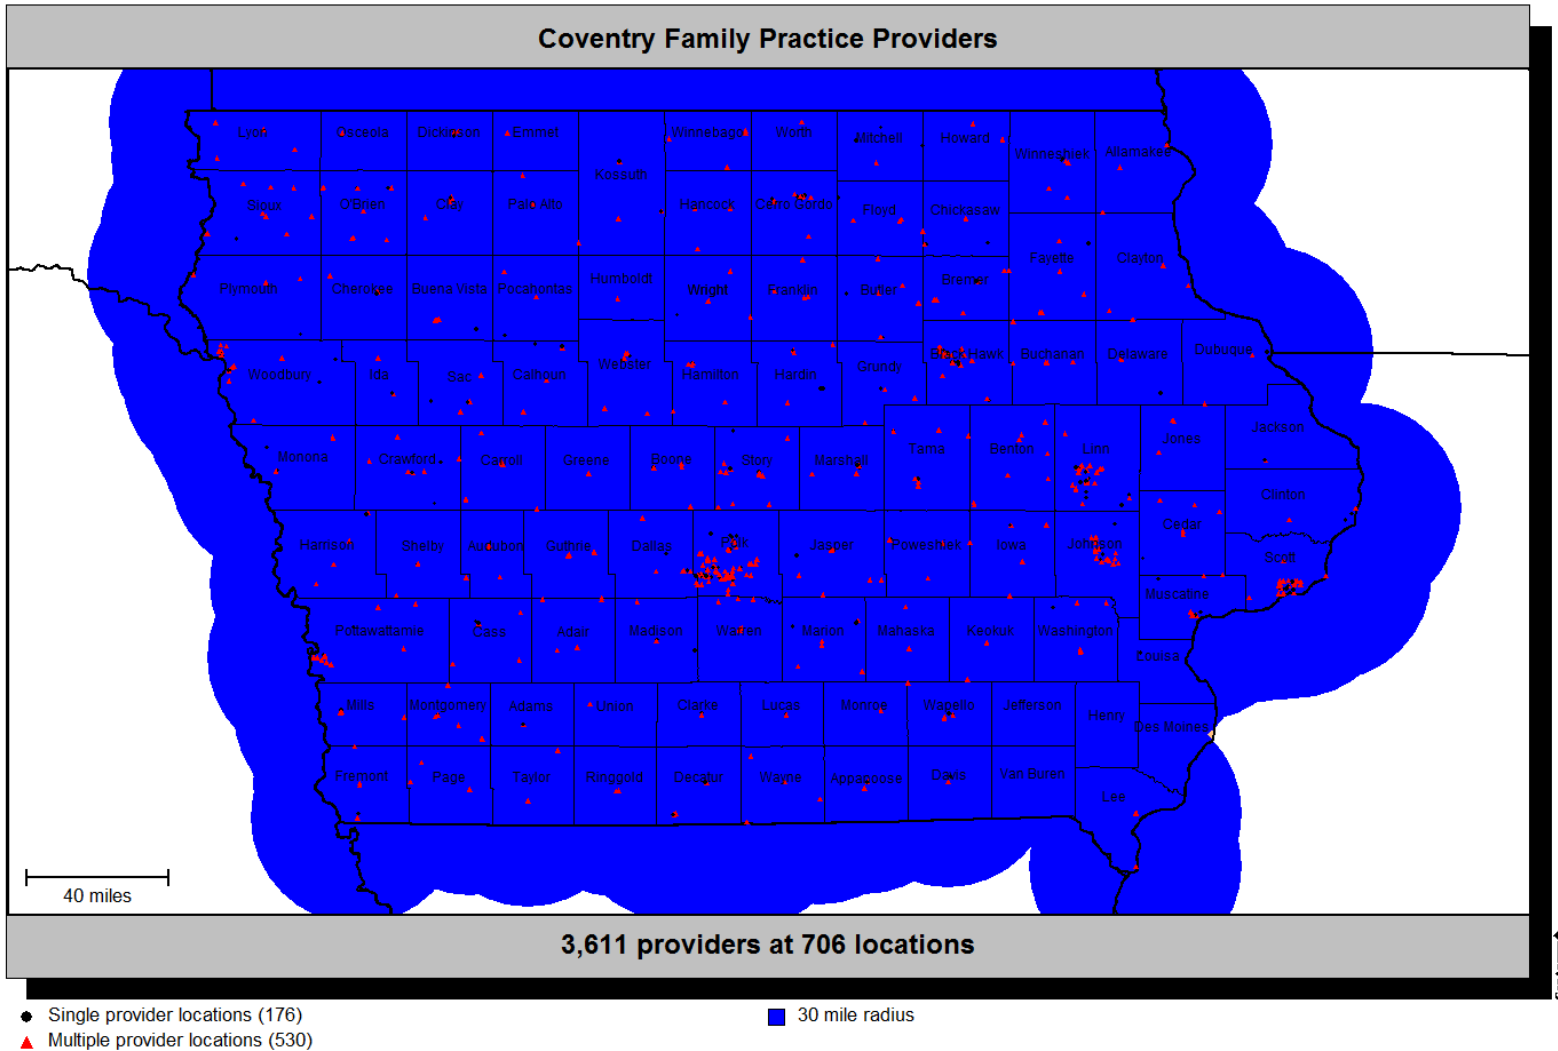 Coventry Family Practice Providers
Lyon Osceola Dickinson Emmet Winnebago Worth Mitchell Howard Winneshiek Allamakee
Kossuth
Sioux O'Brien Clay Palo Alto Hancock Cerro Gordo Floyd Chickasaw
Fayette Clayton
Plymouth Cherokee Buena Vista Pocahontas Humboldt Wright Franklin Butler Bremer
Woodbury Ida Sac Calhoun Webster Hamilton Hardin Grundy Black Hawk Buchanan Delaware Dubuque
Monona Crawford Carroll Greene Boone Story Marshall Tama Benton Linn Jones Jackson
Clinton
Harrison Shelby Audubon Guthrie Dallas Polk Jasper Poweshiek Iowa Johnson Cedar Scott
Muscatine
Pottawattamie Cass Adair Madison Warren Marion Mahaska Keokuk Washington Louisa
Mills Montgomery Adams Union Clarke Lucas Monroe Wapello Jefferson Henry Des Moines
Fremont Page Taylor Ringgold Decatur Wayne Appanoose Davis Van Buren Lee
40 miles
3,611 providers at 706 locations
Single provider locations (176)
30 mile radius
Multiple provider locations (530)